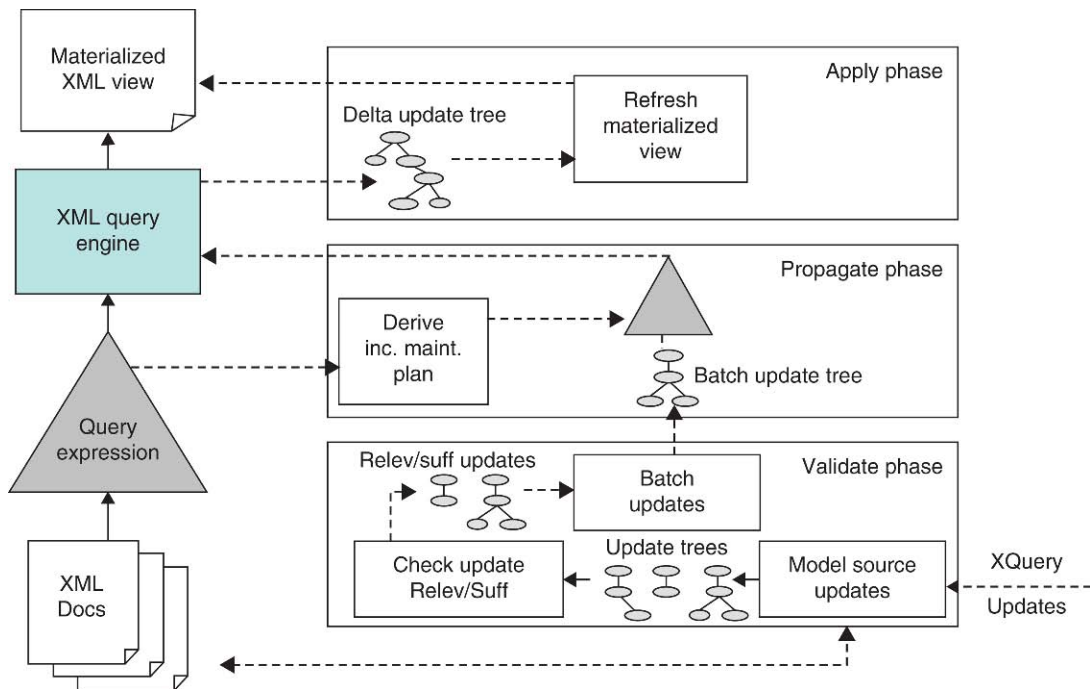 Materialized
XML view
Apply phase
Refresh
materialized
view
Delta update tree
XML query
engine
Propagate phase
Derive
inc. maint.
plan
Batch update tree
Query
expression
Validate phase
Relev/suff updates
Batch
updates
Update trees
Check update
Relev/Suff
Model source
updates
XQuery
Updates
XML
Docs